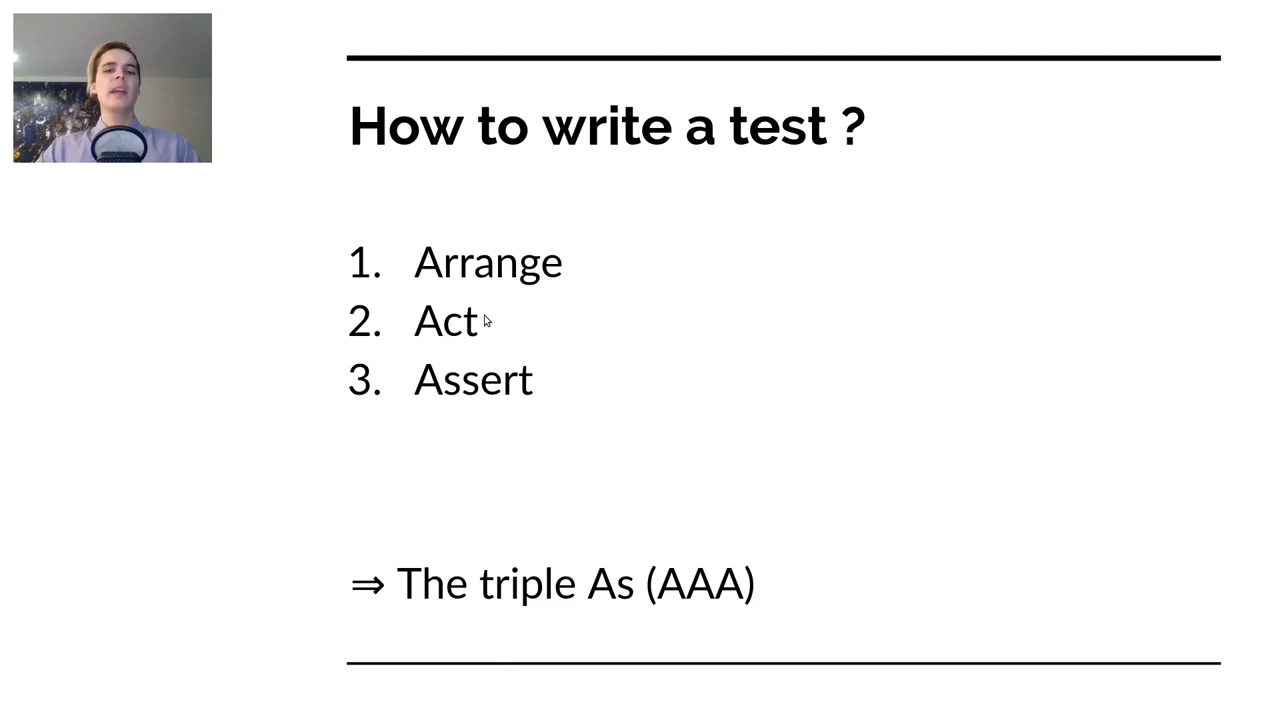 How to write a test ?
1. Arrange
2. Act
3. Assert
⇒ The triple As (AAA)